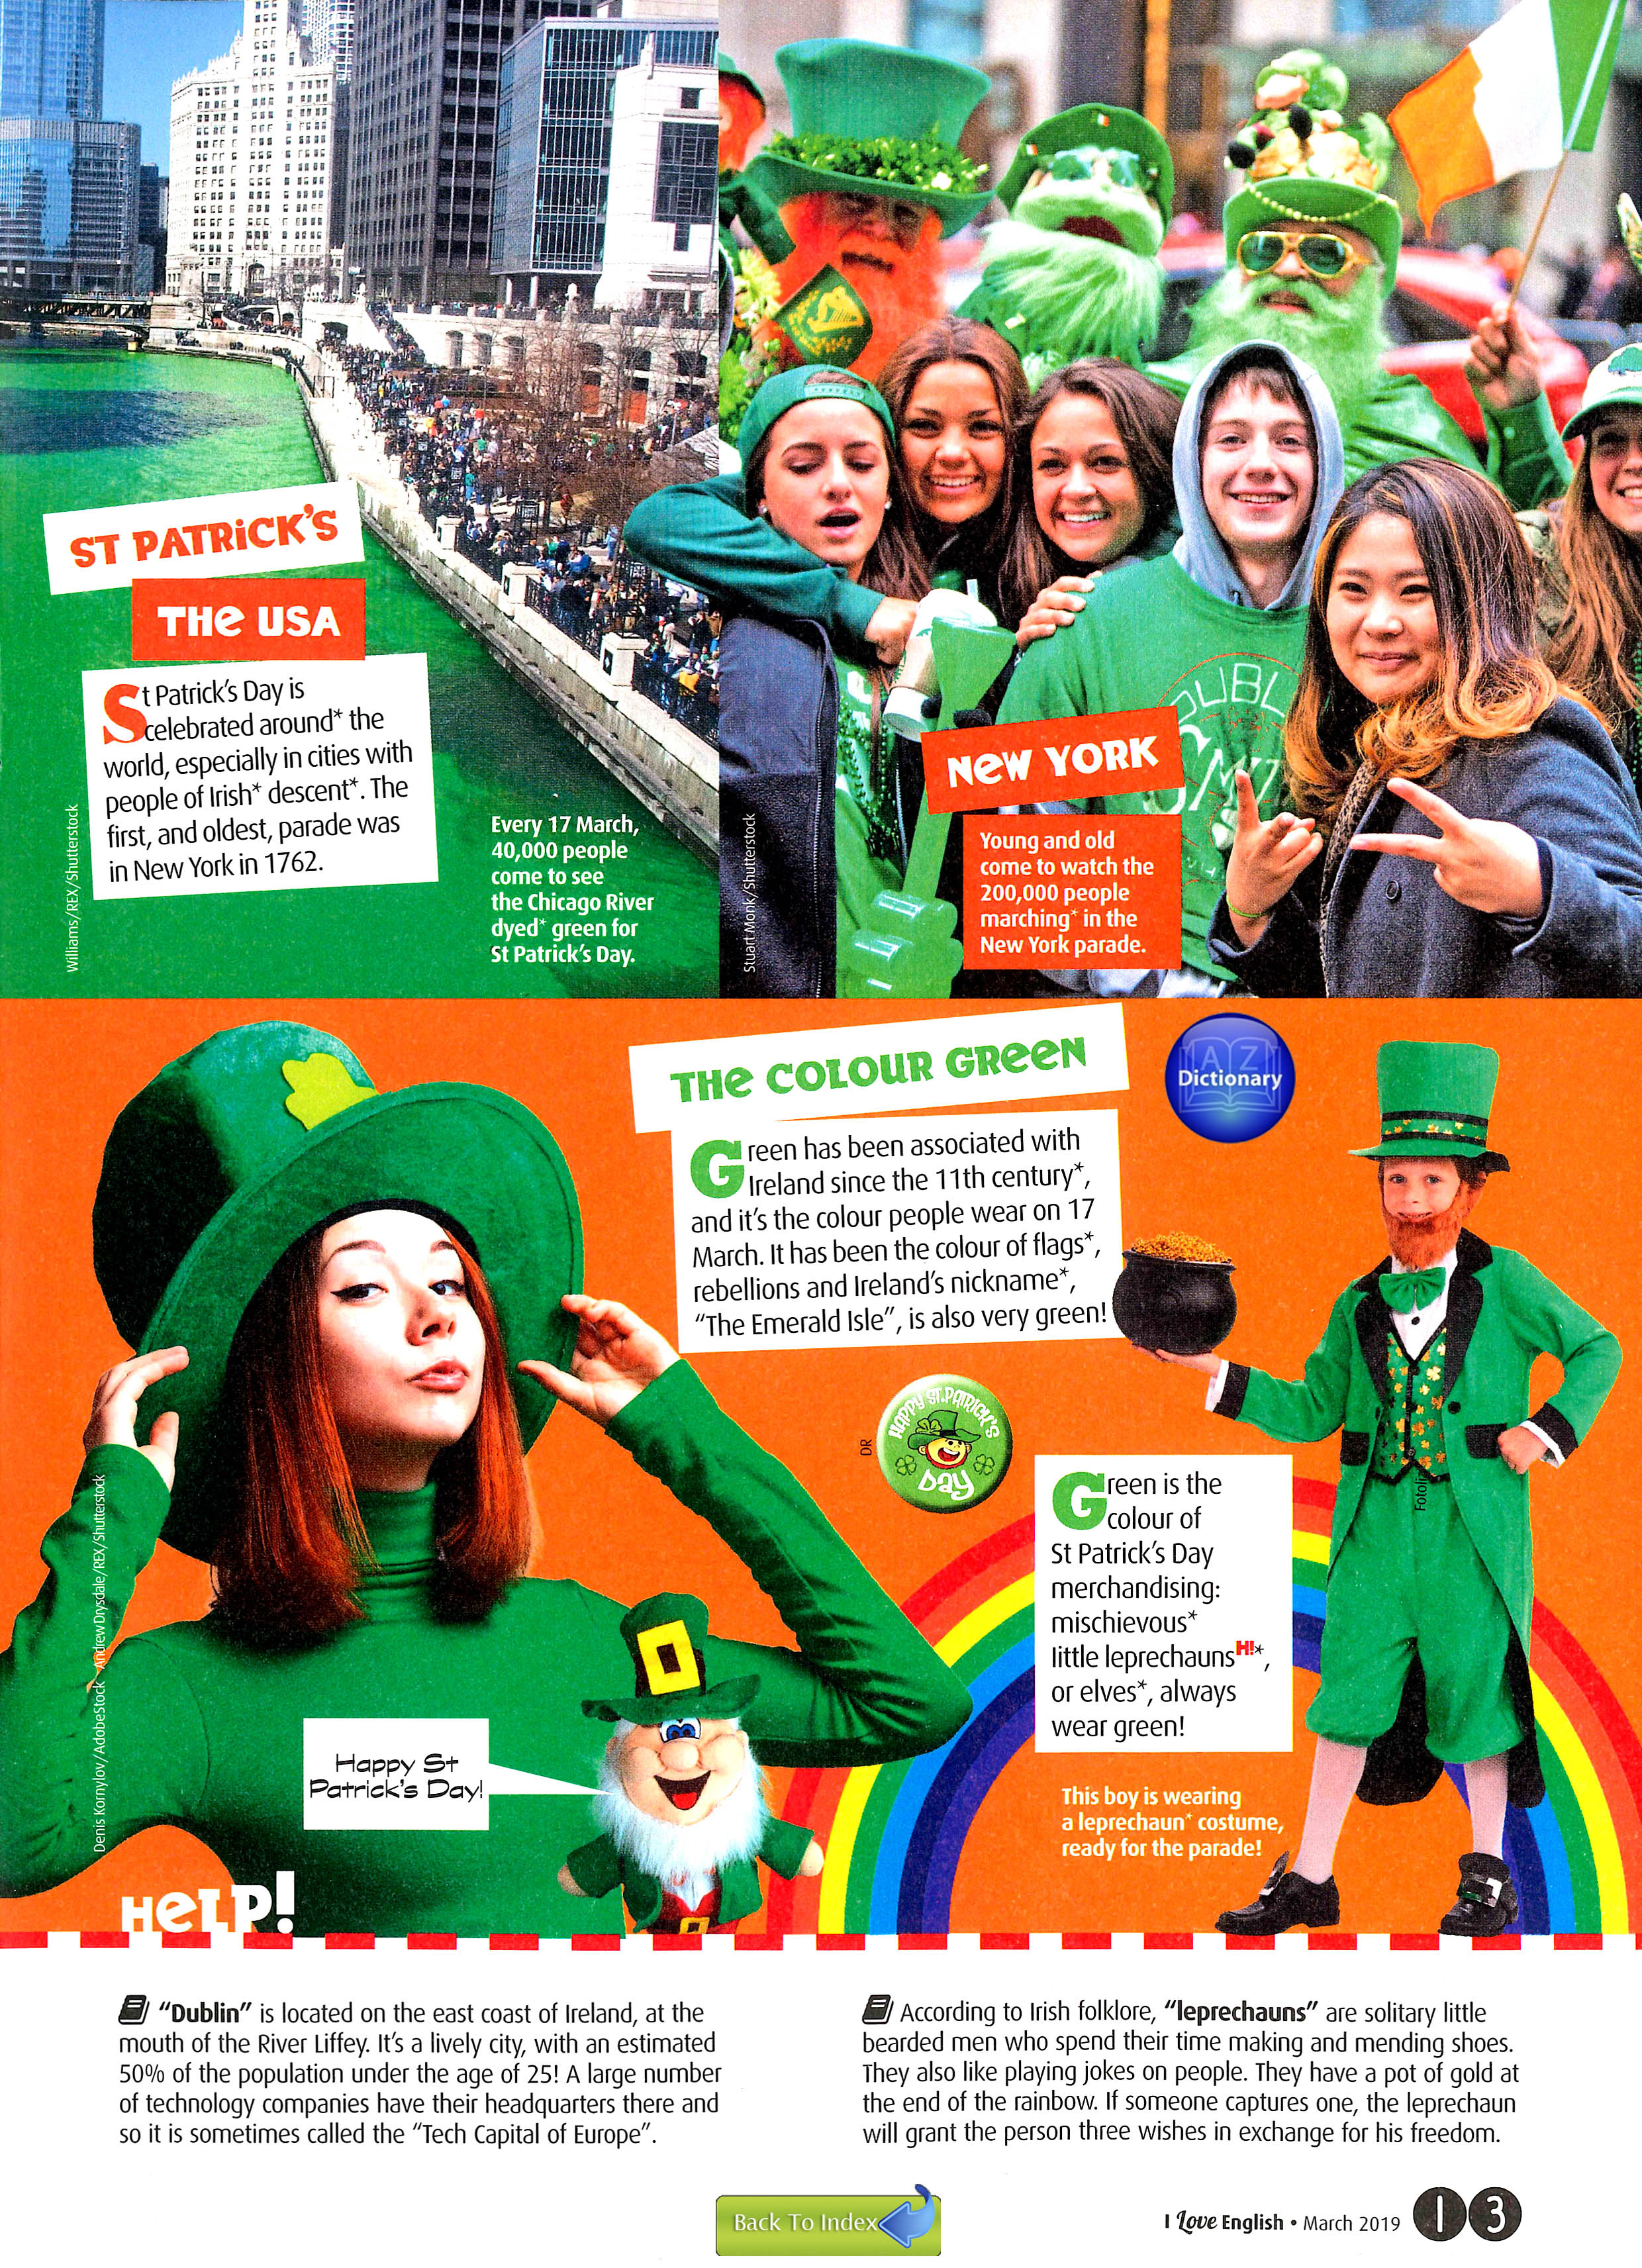 ST PATRiCK'S
THe USA
St Patrick's Day is
celebrated around* the
world, especially in cities with
people of Irish* descent*. The
first, and oldest, parade was
in New York in 1762.
Williams/REX/Shutterstock
Every 17 March,
40,000 people
come to see
the Chicago River
dyed* green for
St Patrick's Day.
Stuart Monk/Shutterstock
NeW YORK
Young and old
come to watch the
200,000 people
marching* in the
New York parade.
THe COLOUR GReeN
A Z
Dictionary
Green has been associated with
Ireland since the 11th century*,
and it's the colour people wear on 17
March. It has been the colour of flags*,
rebellions and Ireland's nickname*,
"The Emerald Isle", is also very green!
DR
HAPPY ST.PATRICK'S
Day
Green is the
colour of
St Patrick's Day
merchandising:
mischievous*
little leprechauns H!*,
or elves*, always
wear green!
Fotolia
This boy is wearing
a leprechaun* costume,
ready for the parade!
Denis Kornylov/AdobeStock Andrew Drysdale/REX/Shutterstock
Happy St
Patrick's Day!
HeLP!
"Dublin" is located on the east coast of Ireland, at the
mouth of the River Liffey. It's a lively city, with an estimated
50% of the population under the age of 25! A large number
of technology companies have their headquarters there and
so it is sometimes called the "Tech Capital of Europe".
According to Irish folklore, "leprechauns" are solitary little
bearded men who spend their time making and mending shoes.
They also like playing jokes on people. They have a pot of gold at
the end of the rainbow. If someone captures one, the leprechaun
will grant the person three wishes in exchange for his freedom.
Back To Index
I Love English • March 2019 13